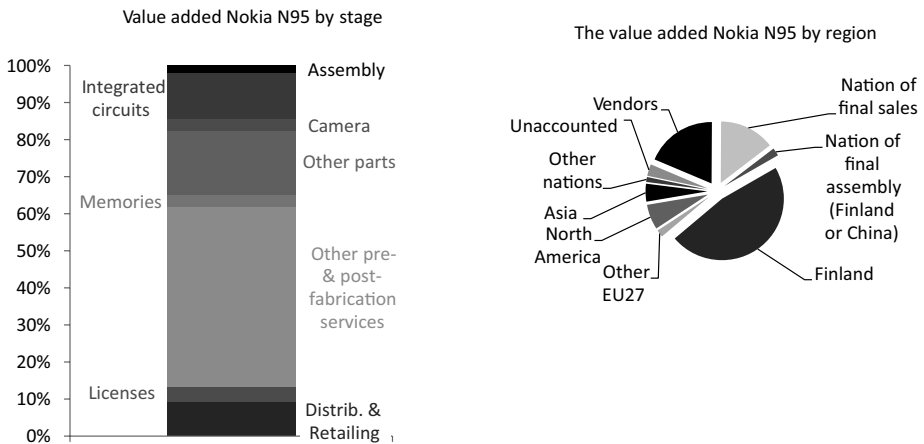 Value added Nokia N95 by stage
100%
90%
80%
70%
60%
50%
40%
30%
20%
10%
0%
Integrated
circuits
Memories
Licenses
Assembly
Camera
Other parts
Other pre-
& post-
fabrication
services
Distrib. &
Retailing
The value added Nokia N95 by region
Vendors
Unaccounted
Other
nations
Asia
North
America
Other
EU27
Nation of
final sales
Nation of
final
assembly
(Finland
or China)
Finland